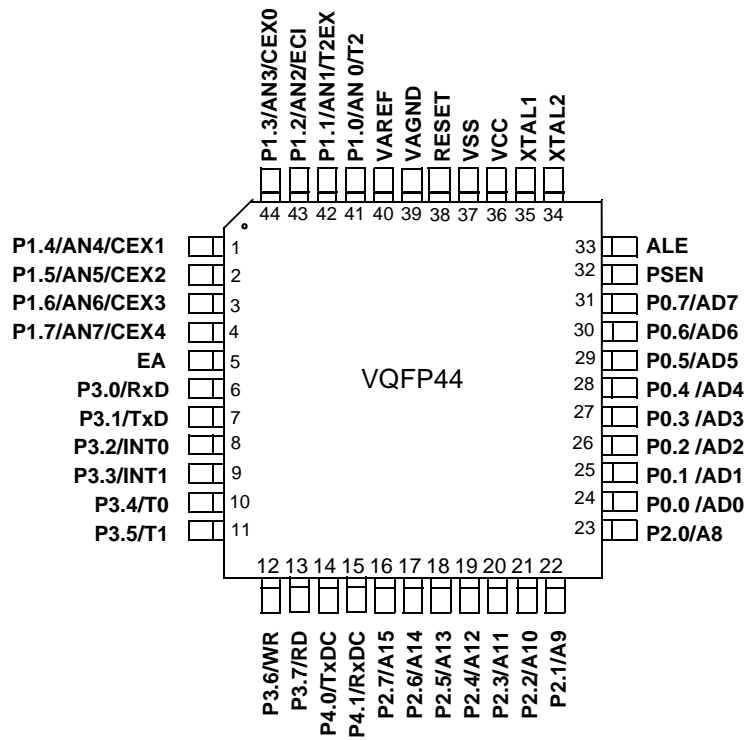 P1.3/AN3/CEX0
P1.2/AN2/ECI
P1.1/AN1/T2EX
P1.0/AN 0/T2
VAREF
VAGND
RESET
VSS
VCC
XTAL1
XTAL2
44 43 42 41 40 39 38 37 36 35 34
P1.4/AN4/CEX1 1
P1.5/AN5/CEX2 2
P1.6/AN6/CEX3 3
P1.7/AN7/CEX4 4
EA 5
P3.0/RxD 6
P3.1/TxD 7
P3.2/INT0 8
P3.3/INT1 9
P3.4/T0 10
P3.5/T1 11
VQFP44
33 ALE
32 PSEN
31 P0.7/AD7
30 P0.6/AD6
29 P0.5/AD5
28 P0.4 /AD4
27 P0.3 /AD3
26 P0.2 /AD2
25 P0.1 /AD1
24 P0.0 /AD0
23 P2.0/A8
12 13 14 15 16 17 18 19 20 21 22
P3.6/WR
P3.7/RD
P4.0/TxDC
P4.1/RxDC
P2.7/A15
P2.6/A14
P2.5/A13
P2.4/A12
P2.3/A11
P2.2/A10
P2.1/A9